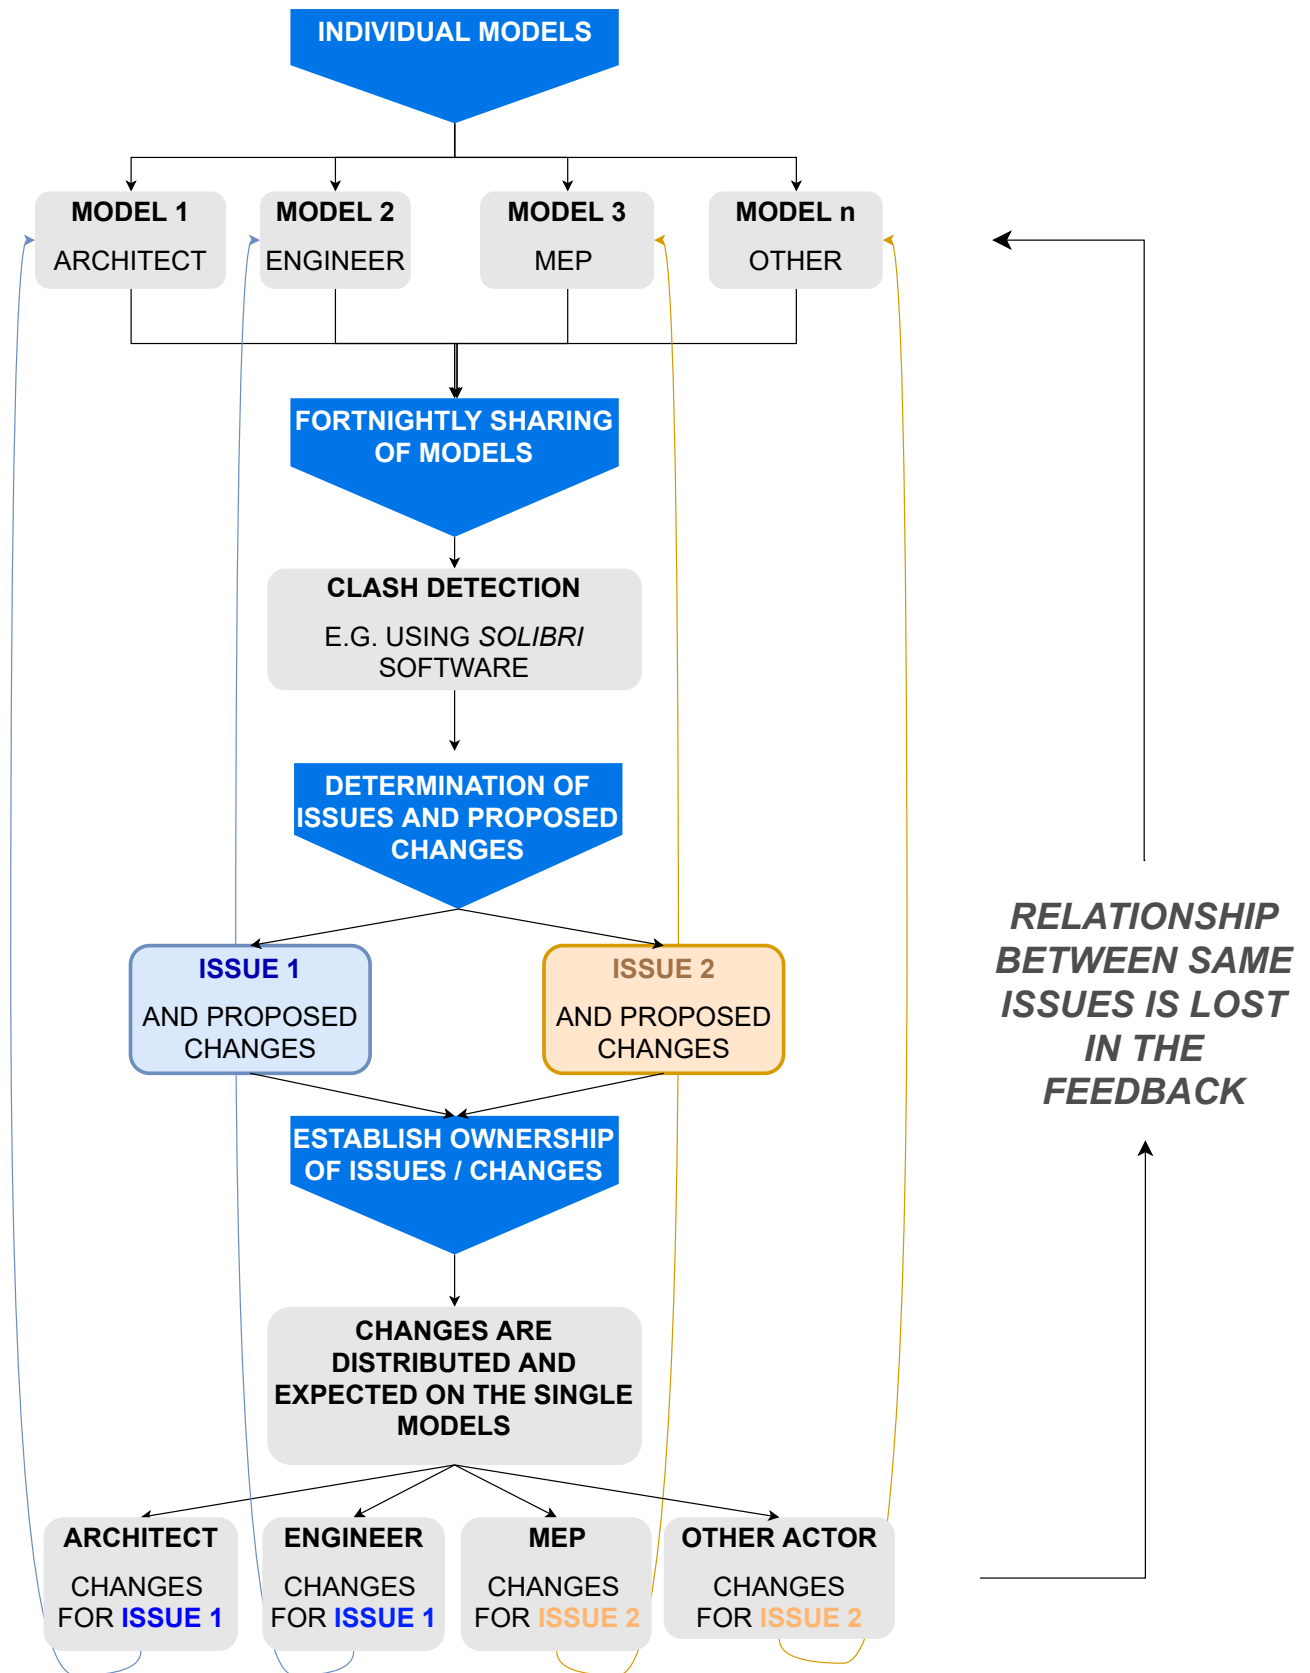 INDIVIDUAL MODELS
MODEL 1
ARCHITECT
MODEL 2
ENGINEER
MODEL 3
MEP
MODEL n
OTHER
FORTNIGHTLY SHARING
OF MODELS
CLASH DETECTION
E.G. USING SOLIBRI
SOFTWARE
DETERMINATION OF
ISSUES AND PROPOSED
CHANGES
ISSUE 1
AND PROPOSED
CHANGES
ISSUE 2
AND PROPOSED
CHANGES
RELATIONSHIP
BETWEEN SAME
ISSUES IS LOST
IN THE
FEEDBACK
ESTABLISH OWNERSHIP
OF ISSUES / CHANGES
CHANGES ARE
DISTRIBUTED AND
EXPECTED ON THE SINGLE
MODELS
ARCHITECT
CHANGES
FOR ISSUE 1
ENGINEER
CHANGES
FOR ISSUE 1
MEP
CHANGES
FOR ISSUE 2
OTHER ACTOR
CHANGES
FOR ISSUE 2